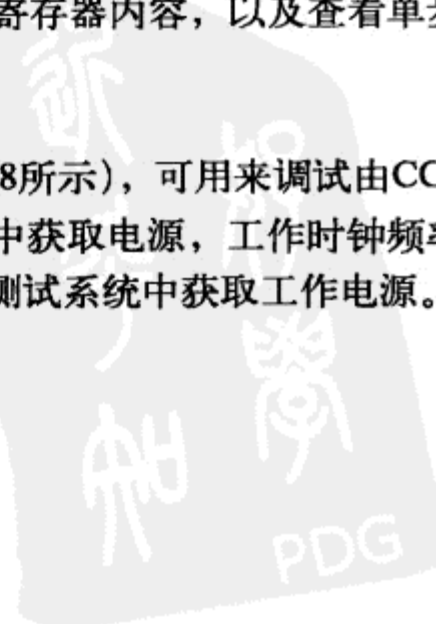 寄存器内容，以及查看单
8所示），可用来调试由CC
中获取电源，工作时钟频率
测试系统中获取工作电源。
PDG